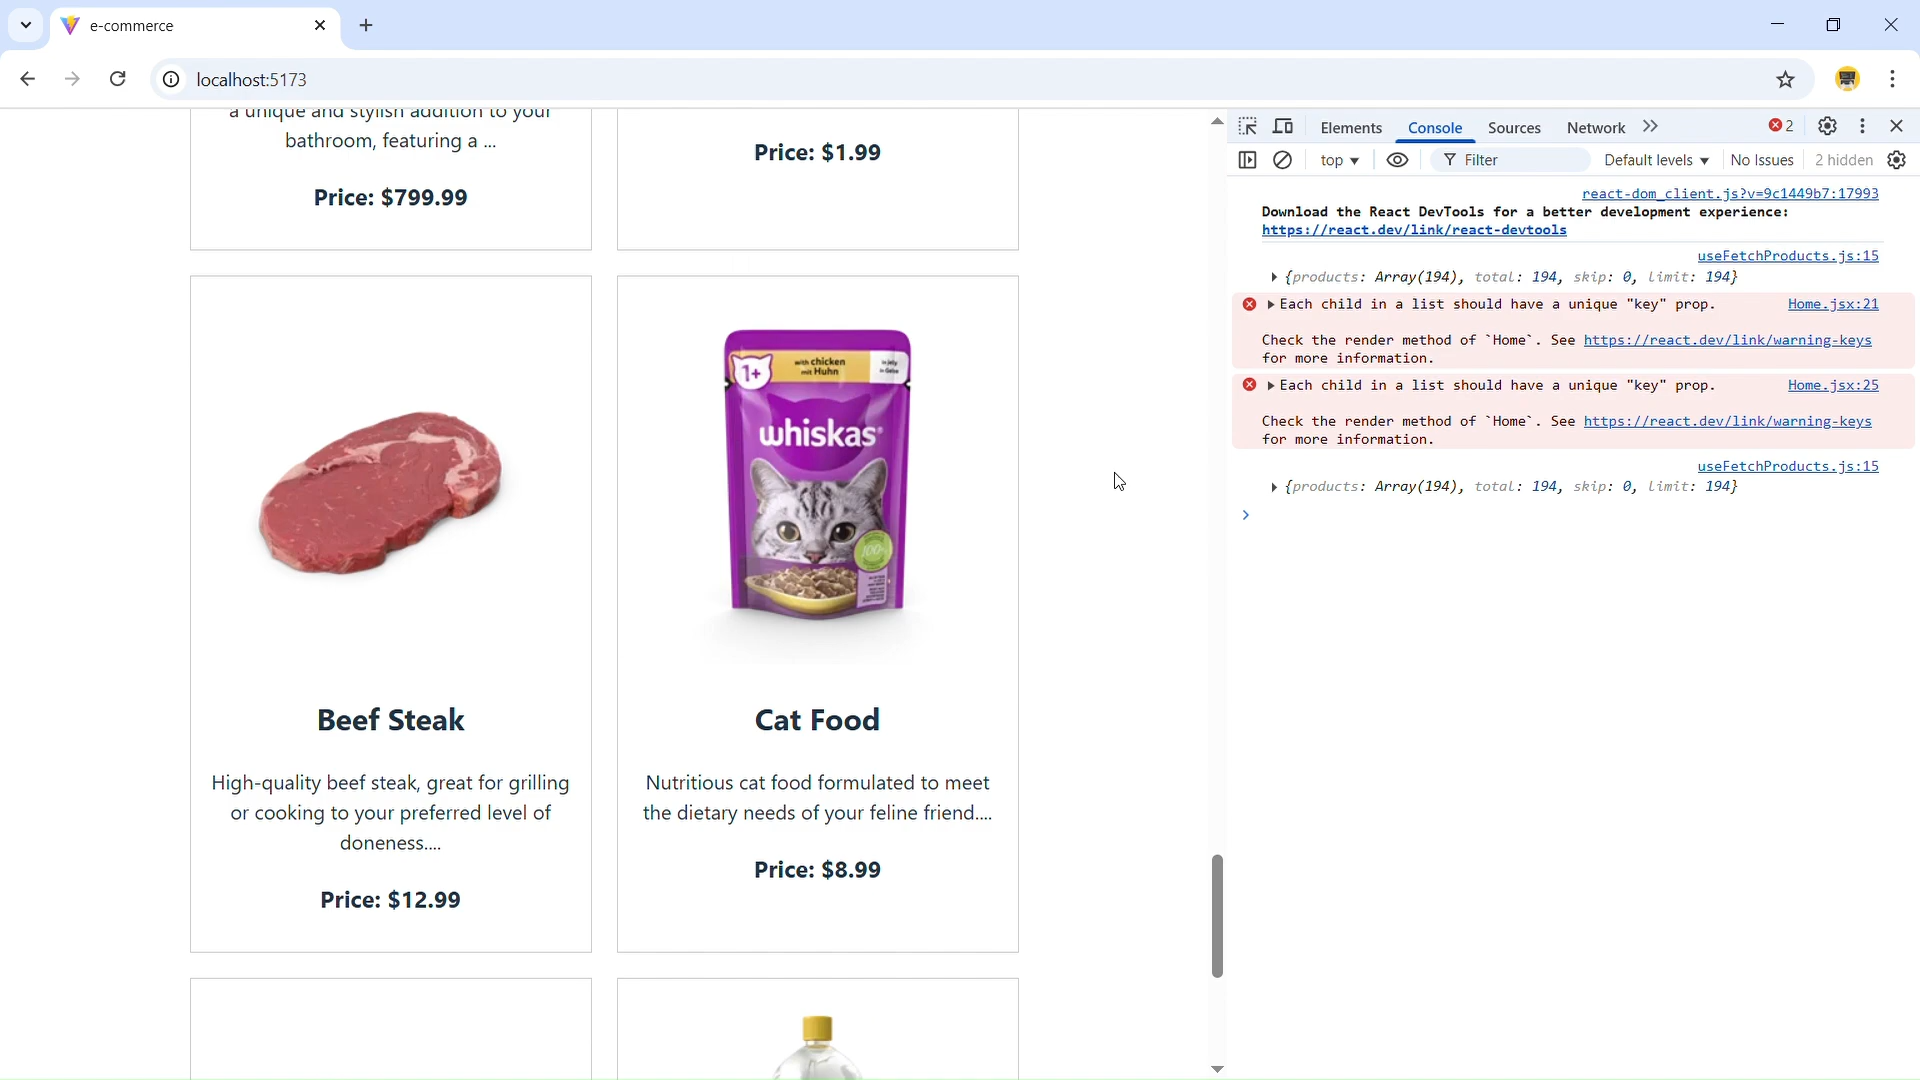 e-commerce
localhost:5173
a unique and stylish addition to your
bathroom, featuring a ...
Price: $799.99
Price: $1.99
with chicken
mit Huhn
1+
whiskas
100%
Beef Steak
High-quality beef steak, great for grilling
or cooking to your preferred level of
doneness....
Price: $12.99
Cat Food
Nutritious cat food formulated to meet
the dietary needs of your feline friend....
Price: $8.99
Elements Console Sources Network 2
top Filter Default levels No Issues 2 hidden
react-dom_client.js?v=9c1449b7:17993
Download the React DevTools for a better development experience:
https://react.dev/link/react-devtools
useFetchProducts.js:15
{products: Array(194), total: 194, skip: 0, limit: 194}
Each child in a list should have a unique "key" prop. Home.jsx:21
Check the render method of `Home`. See https://react.dev/link/warning-keys
for more information.
Each child in a list should have a unique "key" prop. Home.jsx:25
Check the render method of `Home`. See https://react.dev/link/warning-keys
for more information.
useFetchProducts.js:15
{products: Array(194), total: 194, skip: 0, limit: 194}